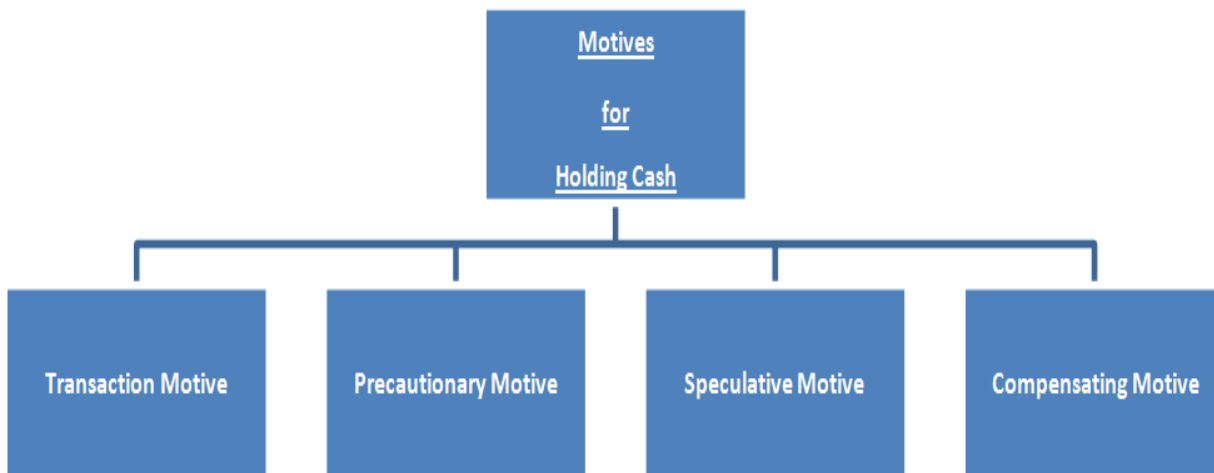 Motives
for
Holding Cash
Transaction Motive
Precautionary Motive
Speculative Motive
Compensating Motive